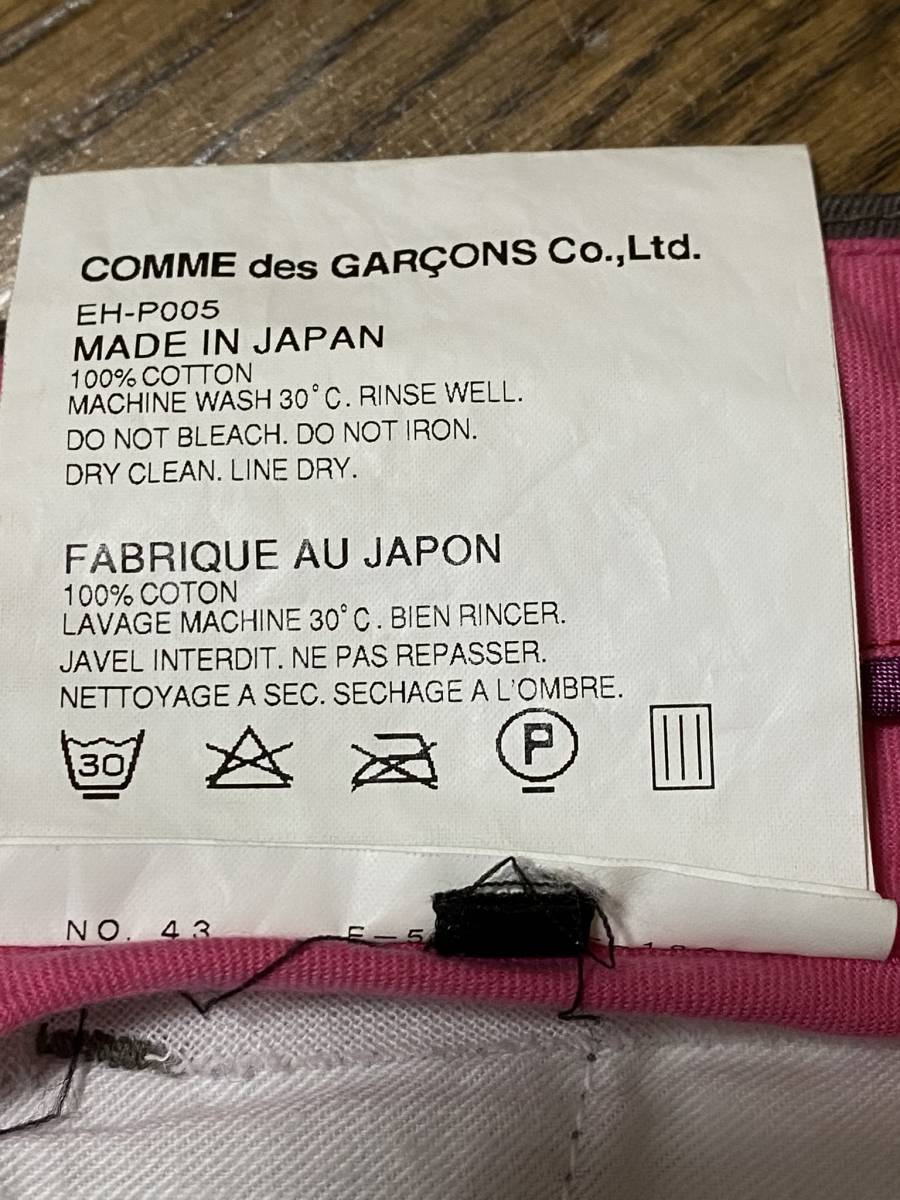 COMME des GARÇONS Co.,Ltd.
EH-P005
MADE IN JAPAN
100% COTTON
MACHINE WASH 30°C. RINSE WELL.
DO NOT BLEACH. DO NOT IRON.
DRY CLEAN. LINE DRY.
FABRIQUE AU JAPON
100% COTON
LAVAGE MACHINE 30°C. BIEN RINCER.
JAVEL INTERDIT. NE PAS REPASSER.
NETTOYAGE A SEC. SECHAGE A L'OMBRE.
30 P
NO. 43